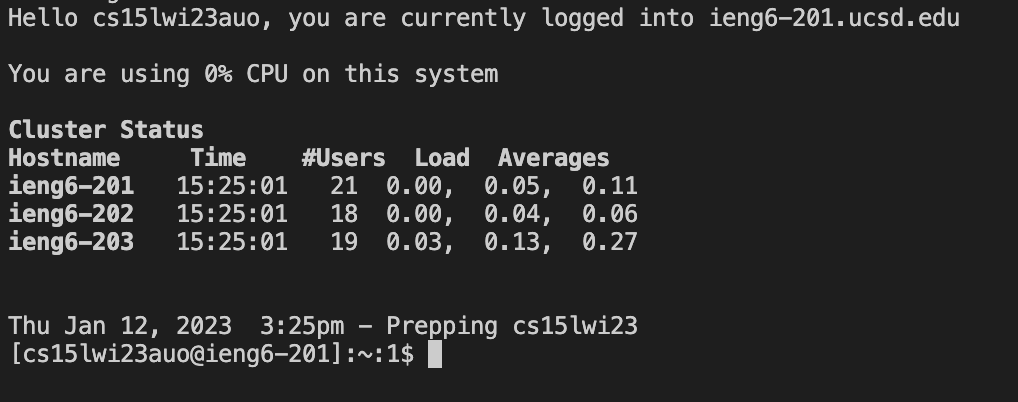 Hello cs15lwi23auo, you are currently logged into ieng6-201.ucsd.edu
You are using 0% CPU on this system
Cluster Status
Hostname     Time    #Users  Load  Averages
ieng6-201   15:25:01   21  0.00,  0.05,  0.11
ieng6-202   15:25:01   18  0.00,  0.04,  0.06
ieng6-203   15:25:01   19  0.03,  0.13,  0.27
Thu Jan 12, 2023  3:25pm - Prepping cs15lwi23
[cs15lwi23auo@ieng6-201]:~:1$